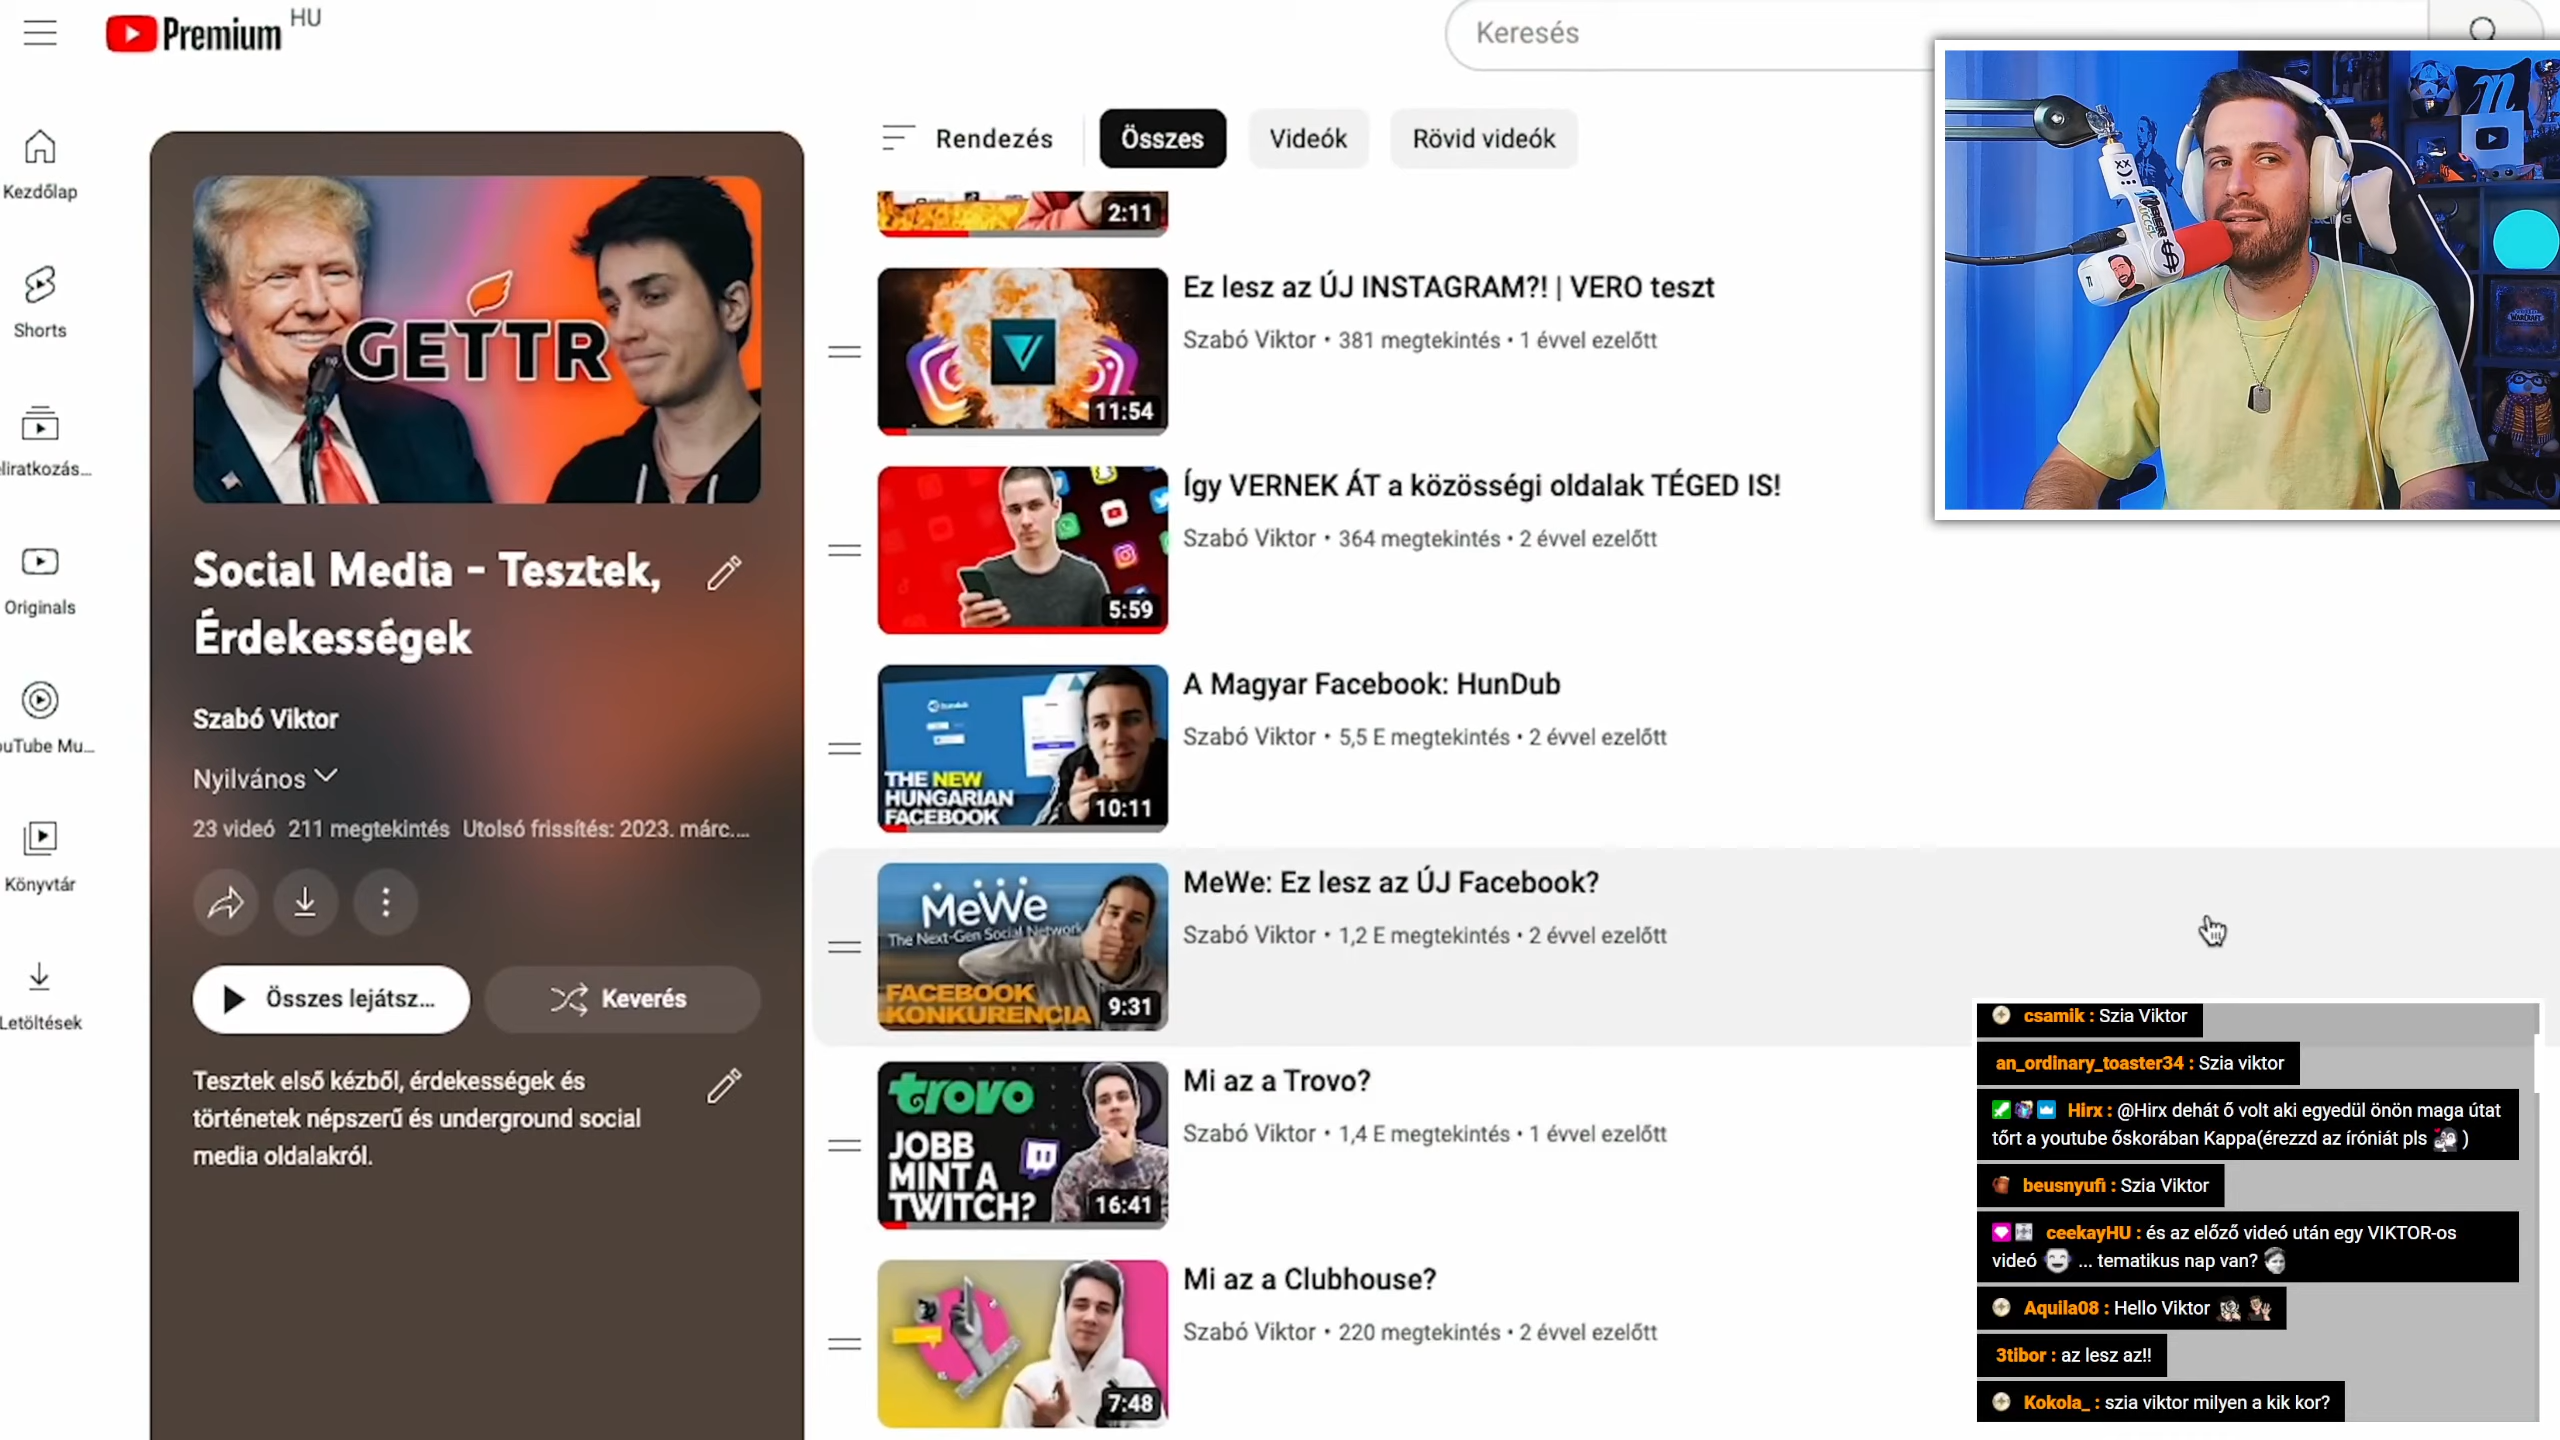 Premium HU
Keresés
Kezdőlap
Shorts
eliratkozás...
Originals
ouTube Mu...
Könyvtár
Letöltések
GETTR
Social Media - Tesztek,
Érdekességek
Szabó Viktor
Nyilvános
23 videó 211 megtekintés Utolsó frissítés: 2023. márc....
Összes lejátsz...
Keverés
Tesztek első kézből, érdekességek és
történetek népszerű és underground social
media oldalakról.
Rendezés
Összes
Videók
Rövid videók
2:11
11:54
Ez lesz az ÚJ INSTAGRAM?! | VERO teszt
Szabó Viktor • 381 megtekintés • 1 évvel ezelőtt
5:59
Így VERNEK ÁT a közösségi oldalak TÉGED IS!
Szabó Viktor • 364 megtekintés • 2 évvel ezelőtt
THE NEW
HUNGARIAN
FACEBOOK
10:11
A Magyar Facebook: HunDub
Szabó Viktor • 5,5 E megtekintés • 2 évvel ezelőtt
MeWe
The Next-Gen Social Network
FACEBOOK
KONKURENCIA
9:31
MeWe: Ez lesz az ÚJ Facebook?
Szabó Viktor • 1,2 E megtekintés • 2 évvel ezelőtt
trovo
JOBB
MINT A
TWITCH?
16:41
Mi az a Trovo?
Szabó Viktor • 1,4 E megtekintés • 1 évvel ezelőtt
7:48
Mi az a Clubhouse?
Szabó Viktor • 220 megtekintés • 2 évvel ezelőtt
csamik : Szia Viktor
an_ordinary_toaster34 : Szia viktor
Hirx : @Hirx dehát ő volt aki egyedül önön maga útat
tőrt a youtube őskorában Kappa(érezzd az íróniát pls )
beusnyufi : Szia Viktor
ceekayHU : és az előző videó után egy VIKTOR-os
videó ... tematikus nap van?
Aquila08 : Hello Viktor
3tibor : az lesz az!!
Kokola_ : szia viktor milyen a kik kor?